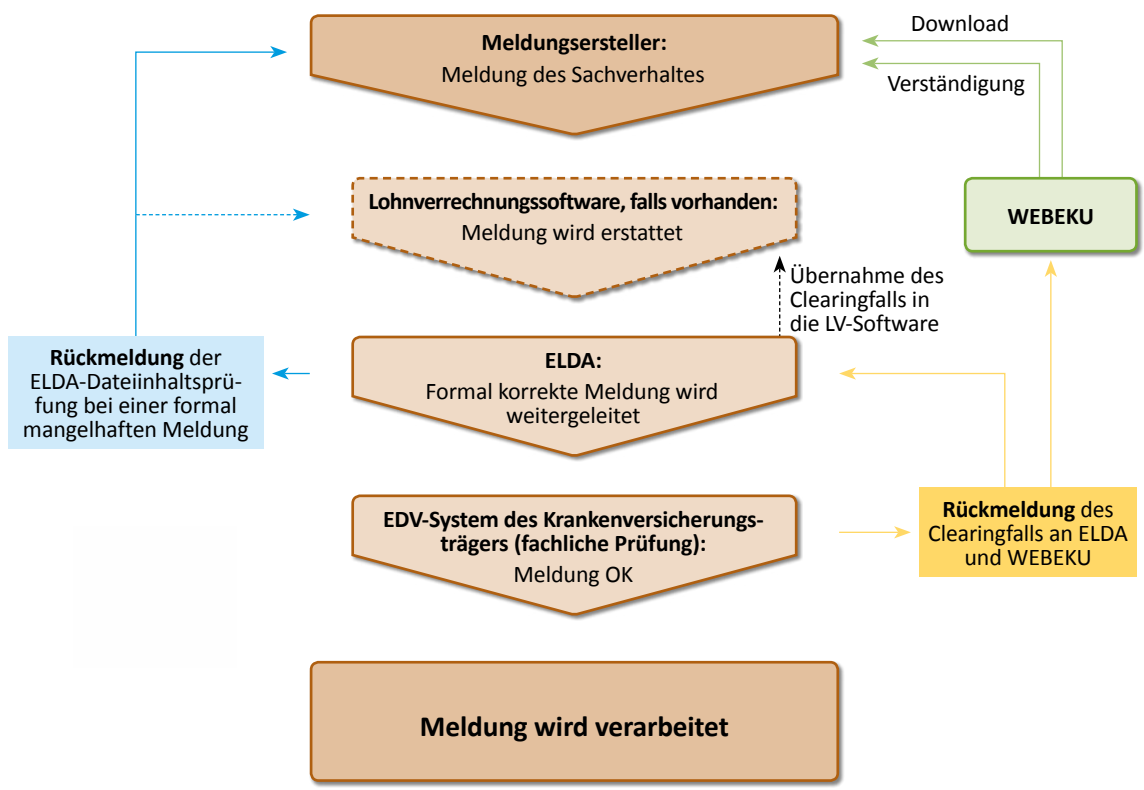 Meldungsersteller:
Meldung des Sachverhaltes
Download
Verständigung
Lohnverrechnungssoftware, falls vorhanden:
Meldung wird erstattet
WEBEKU
Übernahme des
Clearingfalls in
die LV-Software
Rückmeldung der
ELDA-Dateiinhaltsprü-
fung bei einer formal
mangelhaften Meldung
ELDA:
Formal korrekte Meldung wird
weitergeleitet
EDV-System des Krankenversicherungs-
trägers (fachliche Prüfung):
Meldung OK
Rückmeldung des
Clearingfalls an ELDA
und WEBEKU
Meldung wird verarbeitet